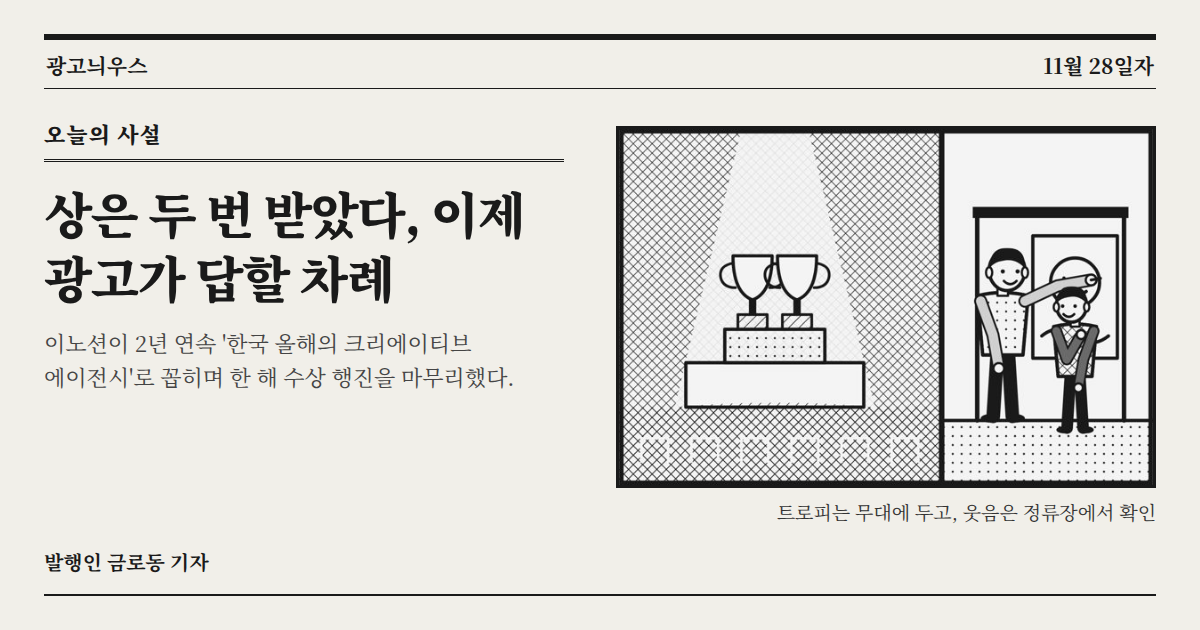 광고늬우스
11월 28일자
오늘의 사설
상은 두 번 받았다, 이제
광고가 답할 차례
이노션이 2년 연속 '한국 올해의 크리에이티브
에이전시'로 꼽히며 한 해 수상 행진을 마무리했다.
트로피는 무대에 두고, 웃음은 정류장에서 확인
발행인 금로동 기자